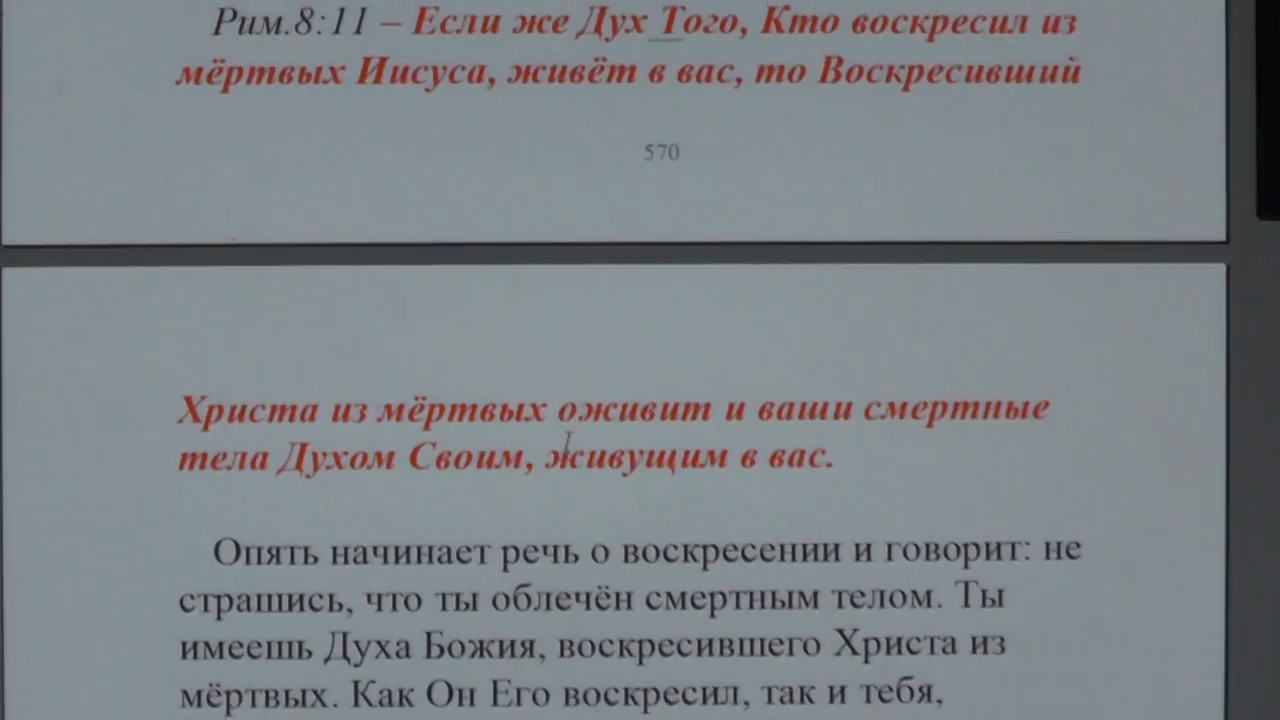 Рим.8:11 – Если же Дух Того, Кто воскресил из
мёртвых Иисуса, живёт в вас, то Воскресивший
570
Христа из мёртвых оживит и ваши смертные
тела Духом Своим, живущим в вас.
Опять начинает речь о воскресении и говорит: не
страшись, что ты облечён смертным телом. Ты
имеешь Духа Божия, воскресившего Христа из
мёртвых. Как Он Его воскресил, так и тебя,